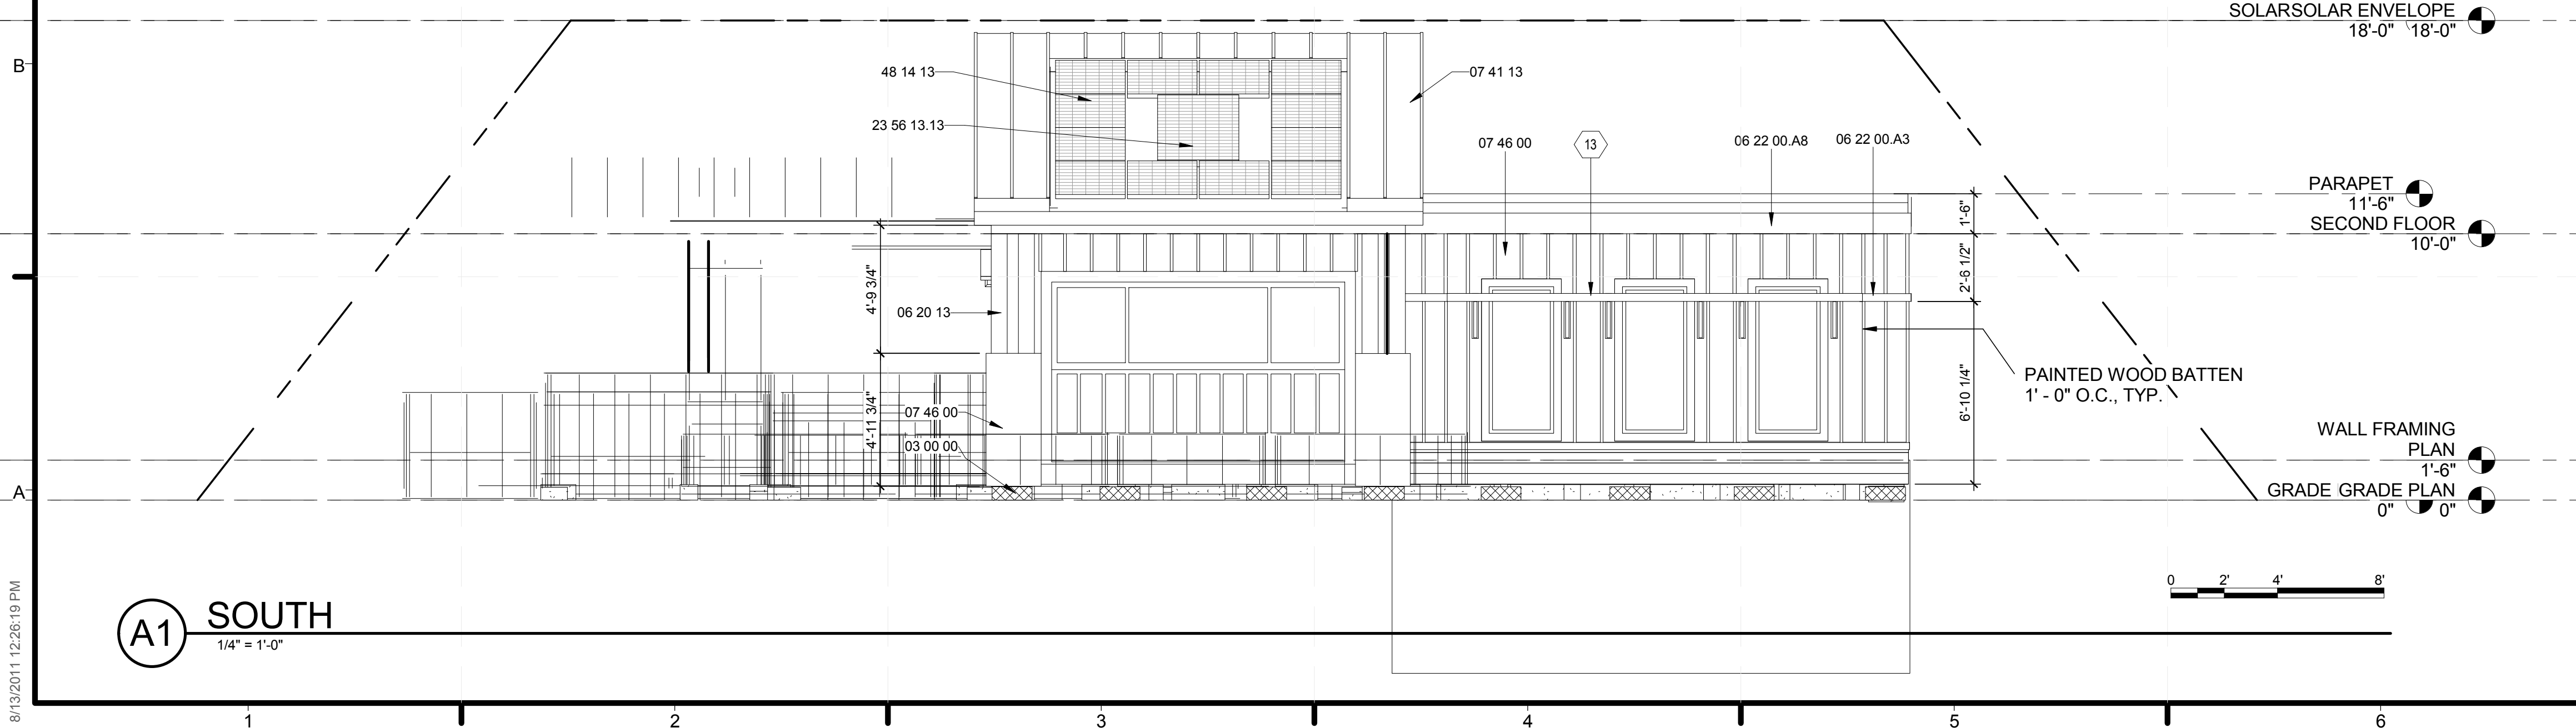 SOLARSOLAR ENVELOPE
18'-0" 18'-0"
B
48 14 13
07 41 13
23 56 13.13
07 46 00
13
06 22 00.A8
06 22 00.A3
PARAPET
11'-6"
1'-6"
SECOND FLOOR
10'-0"
2'-6 1/2"
4'-9 3/4"
06 20 13
PAINTED WOOD BATTEN
1' - 0" O.C., TYP.
6'-10 1/4"
4'-11 3/4"
07 46 00
03 00 00
WALL FRAMING
PLAN
1'-6"
A
GRADE GRADE PLAN
0" 0"
0 2' 4' 8'
A1
SOUTH
1/4" = 1'-0"
8/13/2011 12:26:19 PM
1 2 3 4 5 6